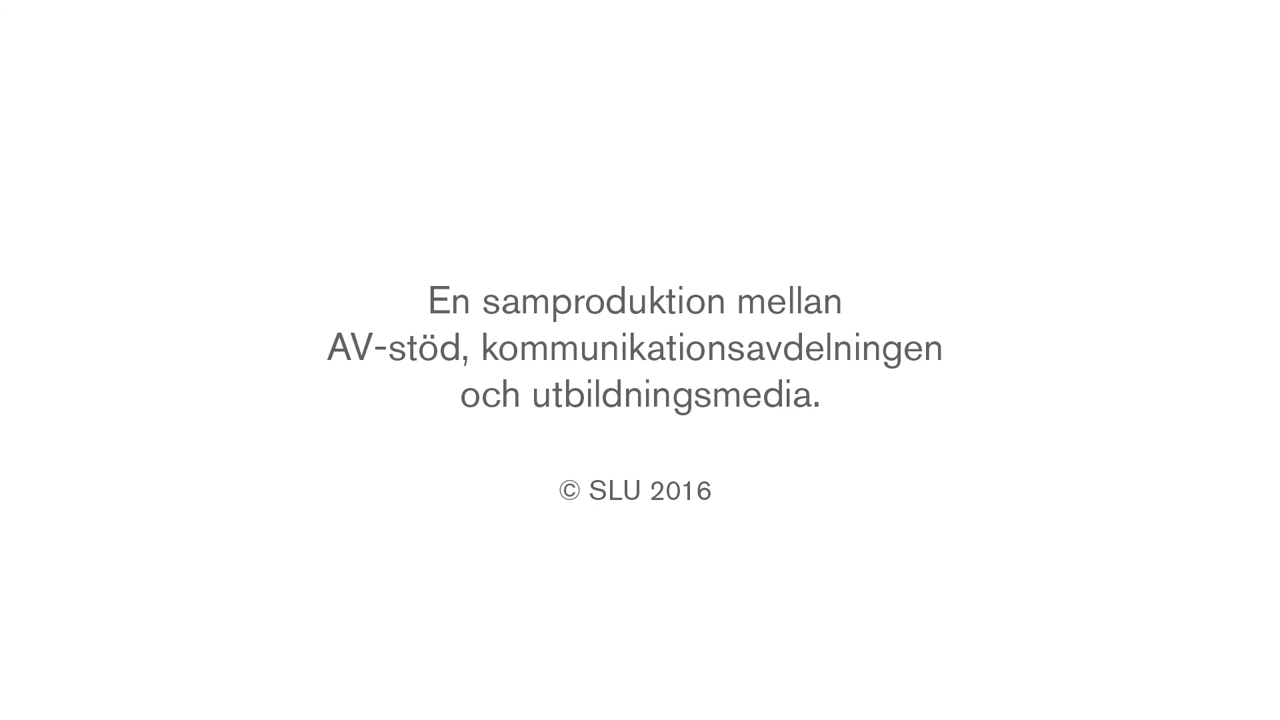 En samproduktion mellan
AV-stöd, kommunikationsavdelningen
och utbildningsmedia.
© SLU 2016